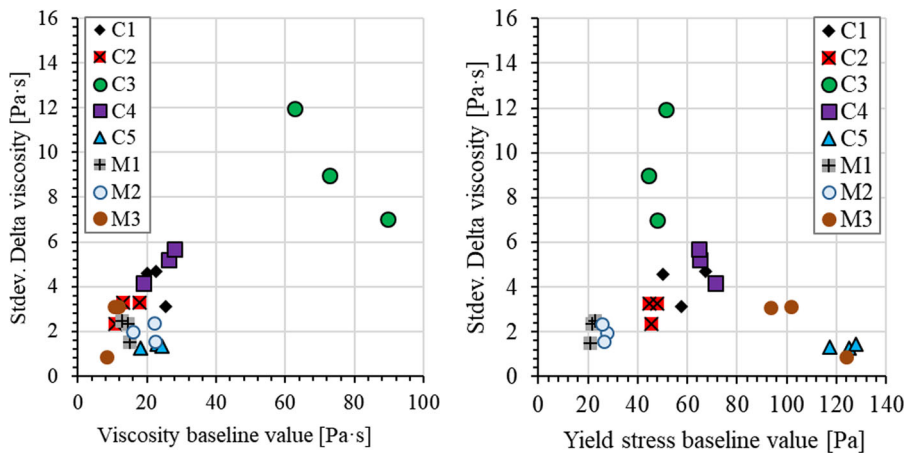 Stdev. Delta viscosity [Pa·s]
16
14
12
10
8
6
4
2
0
C1
C2
C3
C4
C5
M1
M2
M3
0 20 40 60 80 100
Viscosity baseline value [Pa·s]
Stdev. Delta viscosity [Pa·s]
16
14
12
10
8
6
4
2
0
C1
C2
C3
C4
C5
M1
M2
M3
0 20 40 60 80 100 120 140
Yield stress baseline value [Pa]